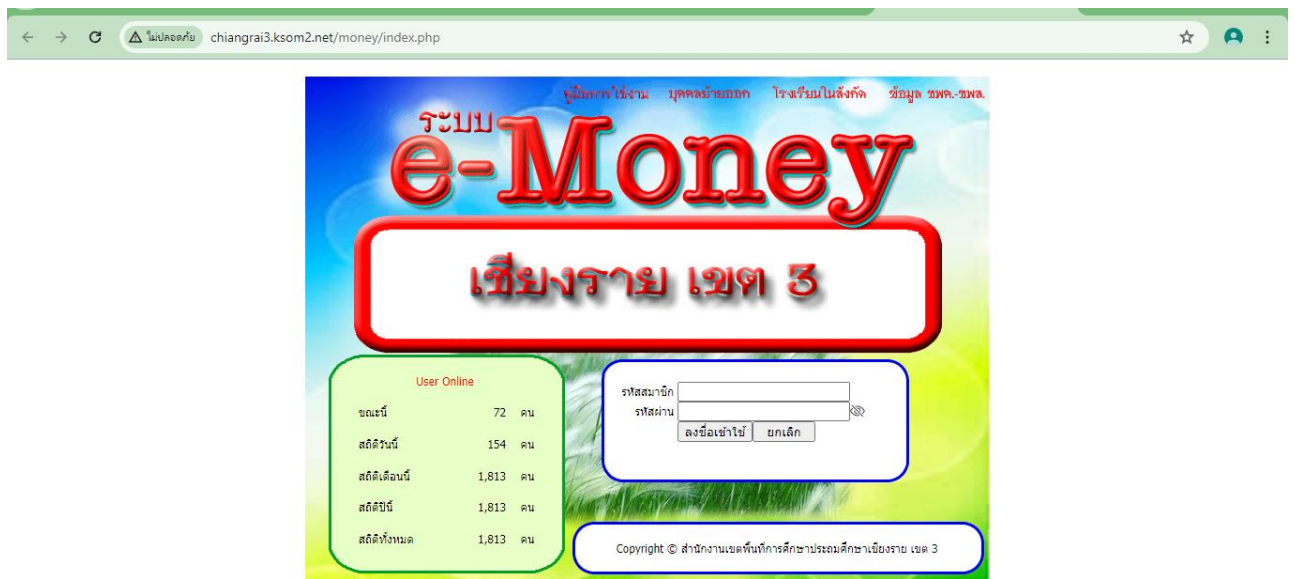 ไม่ปลอดภัย chiangrai3.ksom2.net/money/index.php
คู่มือการใช้งาน บุคคลย้ายออก โรงเรียนในสังกัด ข้อมูล ขพค.-ขพส.
ระบบ
e-Money
เชียงราย เขต 3
User Online
ขณะนี้ 72 คน
สถิติวันนี้ 154 คน
สถิติเดือนนี้ 1,813 คน
สถิติปีนี้ 1,813 คน
สถิติทั้งหมด 1,813 คน
รหัสสมาชิก
รหัสผ่าน
ลงชื่อเข้าใช้ ยกเลิก
Copyright © สำนักงานเขตพื้นที่การศึกษาประถมศึกษาเชียงราย เขต 3